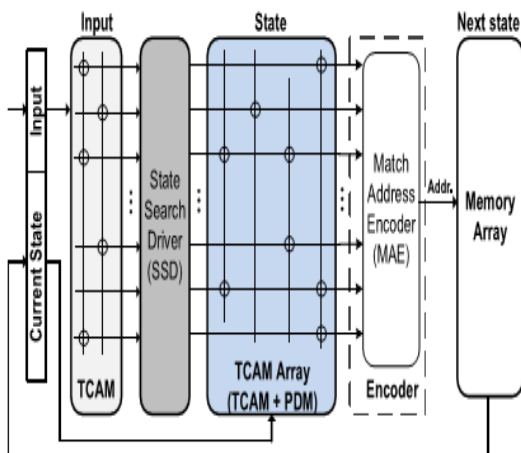 Input
State
Next state
Input
Current State
TCAM
State
Search
Driver
(SSD)
TCAM Array
(TCAM + PDM)
Match
Address
Encoder
(MAE)
Encoder
Addr.
Memory
Array